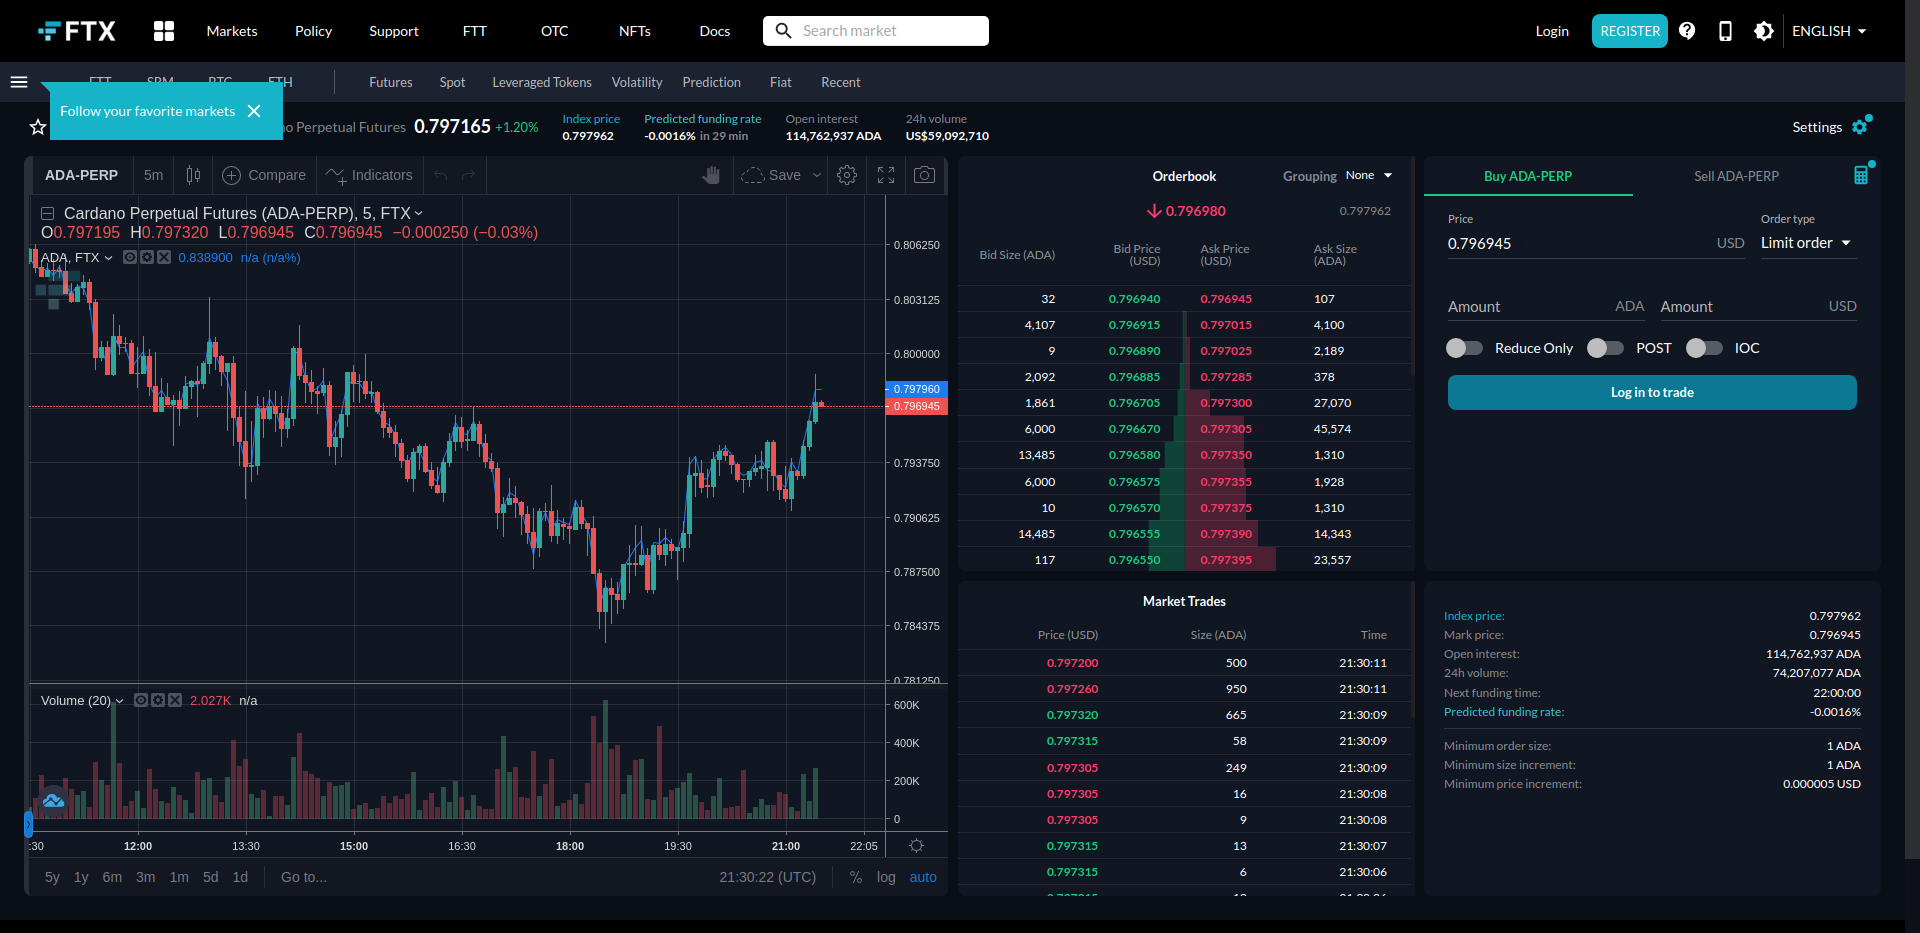 FTX
Markets
Policy
Support
FTT
OTC
NFTs
Docs
Search market
Login
REGISTER
ENGLISH
Futures
Spot
Leveraged Tokens
Volatility
Prediction
Fiat
Recent
Follow your favorite markets
Perpetual Futures
0.797165 +1.20%
Index price
0.797962
Predicted funding rate
-0.0016% in 29 min
Open interest
114,762,937 ADA
24h volume
US$59,092,710
Settings
ADA-PERP 5m Compare Indicators Save
Cardano Perpetual Futures (ADA-PERP), 5, FTX
O0.797195 H0.797320 L0.796945 C0.796945 −0.000250 (−0.03%)
ADA, FTX 0.838900 n/a (n/a%)
0.806250
0.803125
0.800000
0.797960
0.796945
0.793750
0.790625
0.787500
0.784375
0.781250
Volume (20) 2.027K n/a
600K
400K
200K
0
:30 12:00 13:30 15:00 16:30 18:00 19:30 21:00 22:05
5y 1y 6m 3m 1m 5d 1d Go to... 21:30:22 (UTC) % log auto
Orderbook Grouping None
0.796980 0.797962
Bid Size (ADA) Bid Price (USD) Ask Price (USD) Ask Size (ADA)
32 0.796940 0.796945 107
4,107 0.796915 0.797015 4,100
9 0.796890 0.797025 2,189
2,092 0.796885 0.797285 378
1,861 0.796705 0.797300 27,070
6,000 0.796670 0.797305 45,574
13,485 0.796580 0.797350 1,310
6,000 0.796575 0.797355 1,928
10 0.796570 0.797375 1,310
14,485 0.796555 0.797390 14,343
117 0.796550 0.797395 23,557
Market Trades
Price (USD) Size (ADA) Time
0.797200 500 21:30:11
0.797260 950 21:30:11
0.797320 665 21:30:09
0.797315 58 21:30:09
0.797305 249 21:30:09
0.797305 16 21:30:08
0.797305 9 21:30:08
0.797315 13 21:30:07
0.797315 6 21:30:06
Buy ADA-PERP Sell ADA-PERP
Price Order type
0.796945 USD Limit order
Amount ADA Amount USD
Reduce Only POST IOC
Log in to trade
Index price: 0.797962
Mark price: 0.796945
Open interest: 114,762,937 ADA
24h volume: 74,207,077 ADA
Next funding time: 22:00:00
Predicted funding rate: -0.0016%
Minimum order size: 1 ADA
Minimum size increment: 1 ADA
Minimum price increment: 0.000005 USD